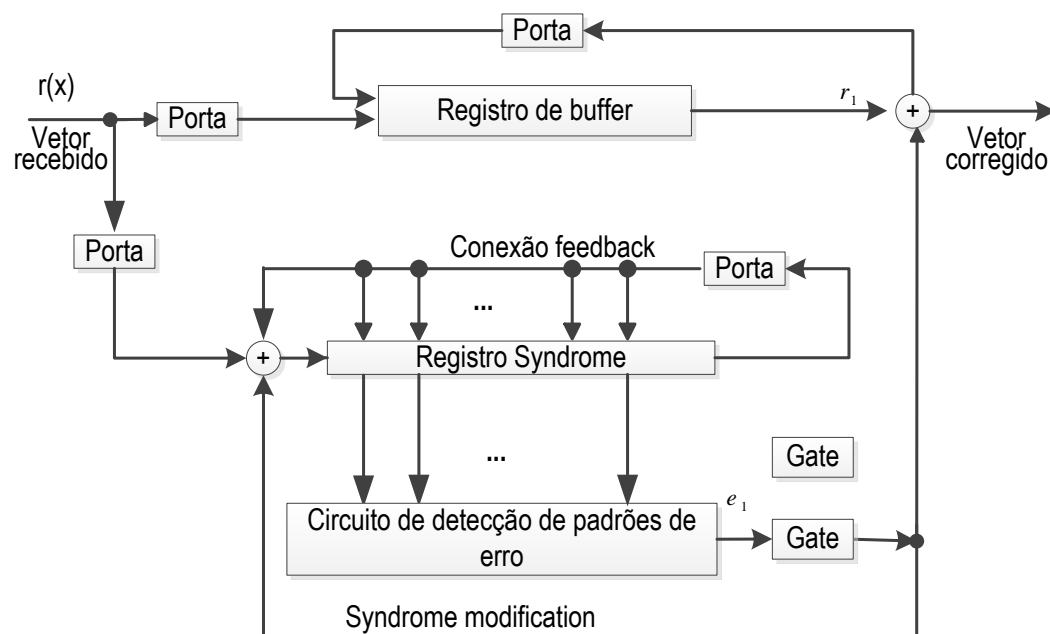 Porta
r(x)
Porta
Registro de buffer
r₁
+
Vetor
recebido
Vetor
corregido
Porta
Conexão feedback
Porta
...
+
Registro Syndrome
...
Gate
e₁
Circuito de detecção de padrões de
erro
Gate
Syndrome modification